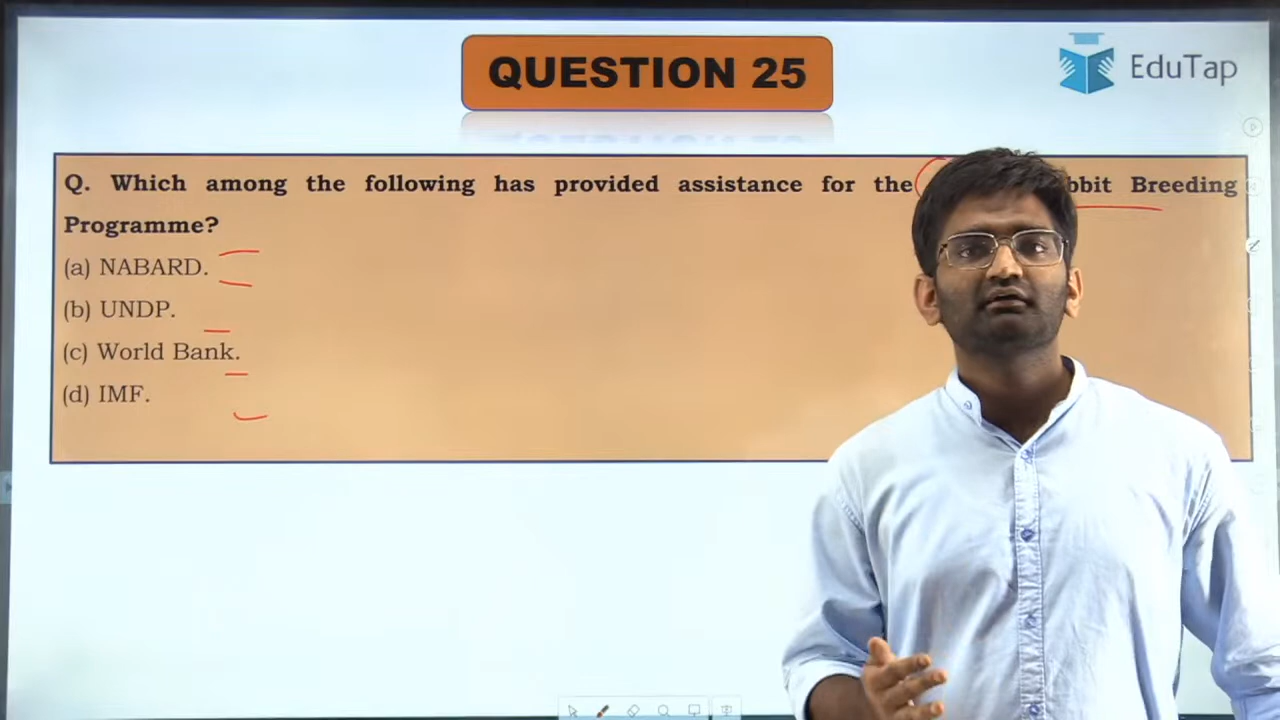 QUESTION 25
EduTap
Q. Which among the following has provided assistance for the Breeding
Programme?
(a) NABARD.
(b) UNDP.
(c) World Bank.
(d) IMF.